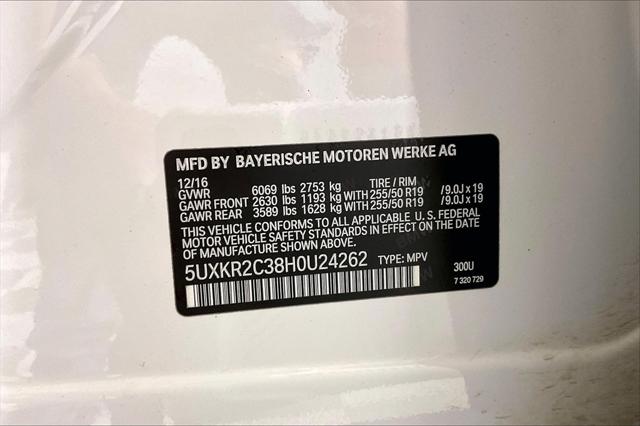 MFD BY BAYERISCHE MOTOREN WERKE AG
12/16
GVWR 6069 lbs 2753 kg TIRE / RIM
GAWR FRONT 2630 lbs 1193 kg WITH 255/50 R19 /9.0J x 19
GAWR REAR 3589 lbs 1628 kg WITH 255/50 R19 /9.0J x 19
THIS VEHICLE CONFORMS TO ALL APPLICABLE U.S. FEDERAL
MOTOR VEHICLE SAFETY STANDARDS IN EFFECT ON THE DATE
OF MANUFACTURE SHOWN ABOVE.
5UXKR2C38H0U24262 TYPE: MPV 300U
7 320 729